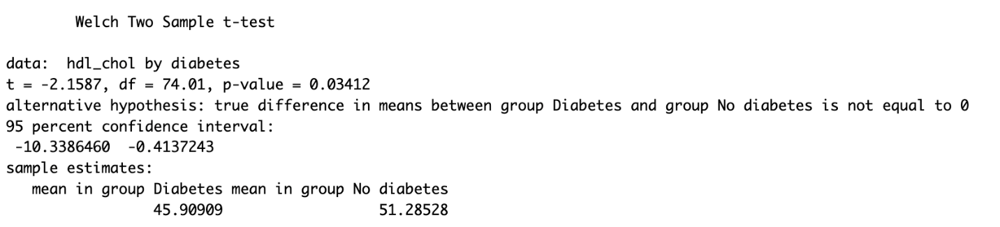 Welch Two Sample t-test
data:  hdl_chol by diabetes
t = -2.1587, df = 74.01, p-value = 0.03412
alternative hypothesis: true difference in means between group Diabetes and group No diabetes is not equal to 0
95 percent confidence interval:
 -10.3386460  -0.4137243
sample estimates:
   mean in group Diabetes mean in group No diabetes
                 45.90909                  51.28528